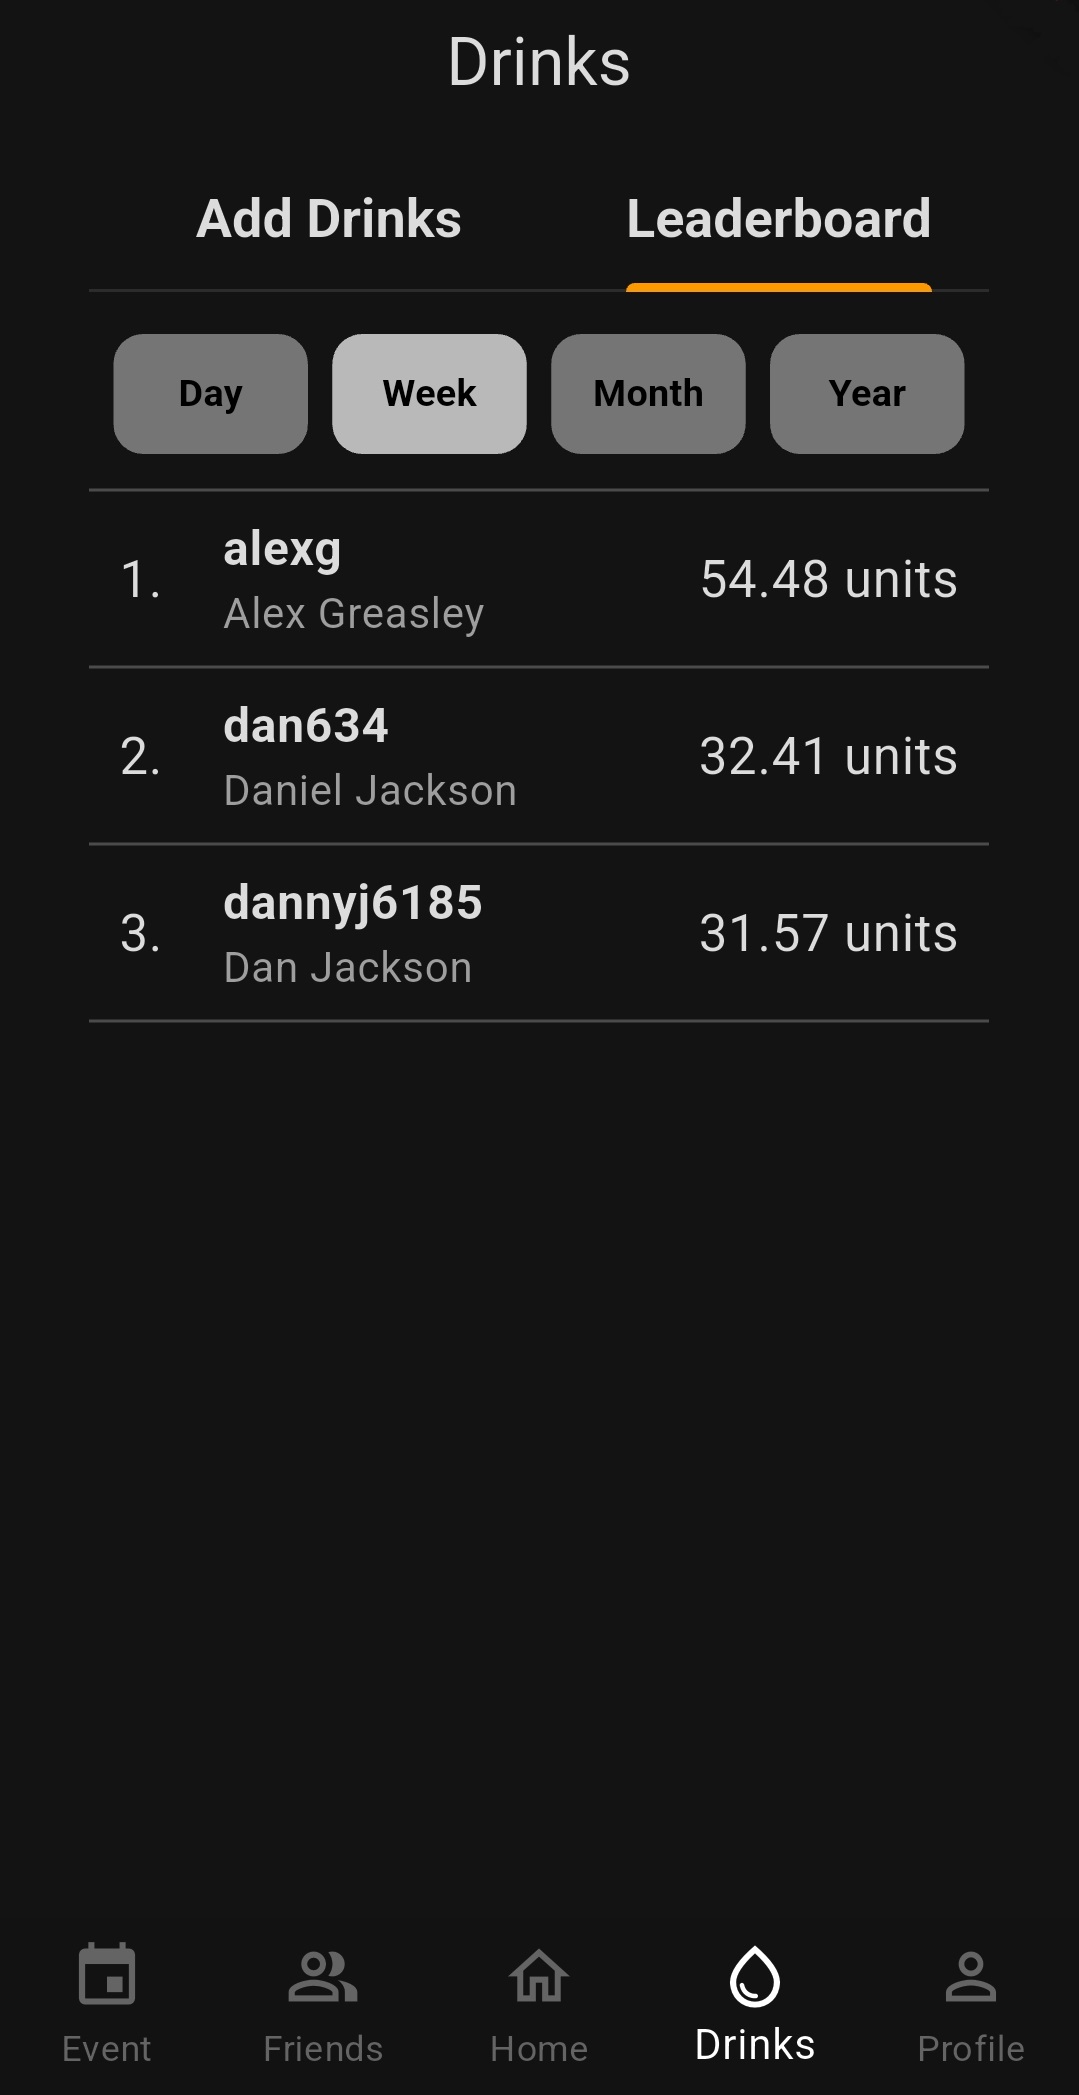 Drinks
Add Drinks Leaderboard
Day Week Month Year
1. alexg 54.48 units
Alex Greasley
2. dan634 32.41 units
Daniel Jackson
3. dannyj6185 31.57 units
Dan Jackson
Event Friends Home Drinks Profile